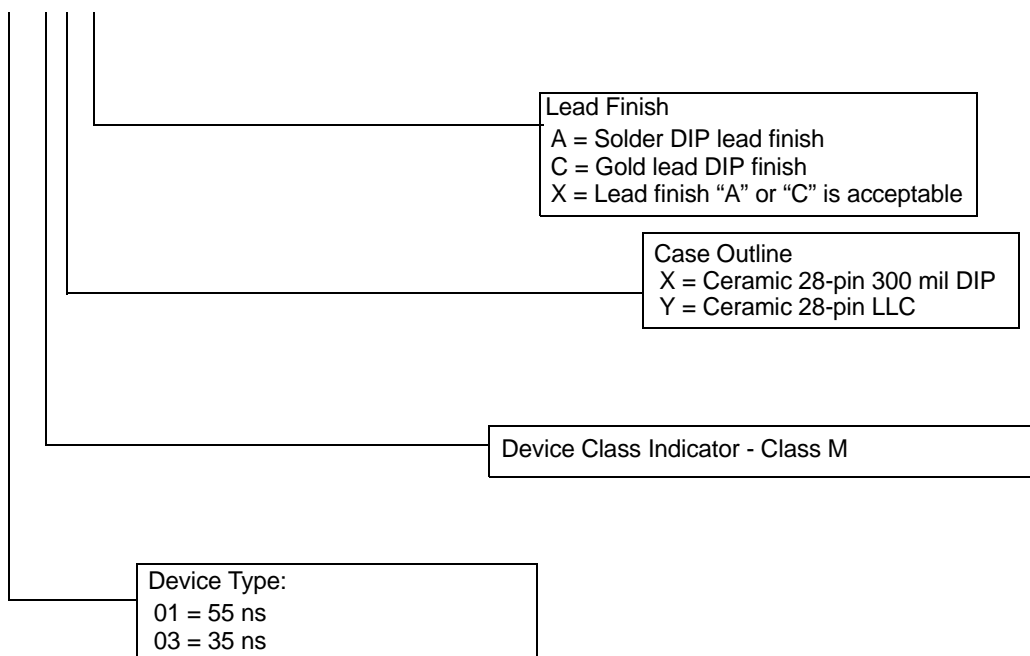 Lead Finish
A = Solder DIP lead finish
C = Gold lead DIP finish
X = Lead finish “A” or “C” is acceptable
Case Outline
X = Ceramic 28-pin 300 mil DIP
Y = Ceramic 28-pin LLC
Device Class Indicator - Class M
Device Type:
01 = 55 ns
03 = 35 ns